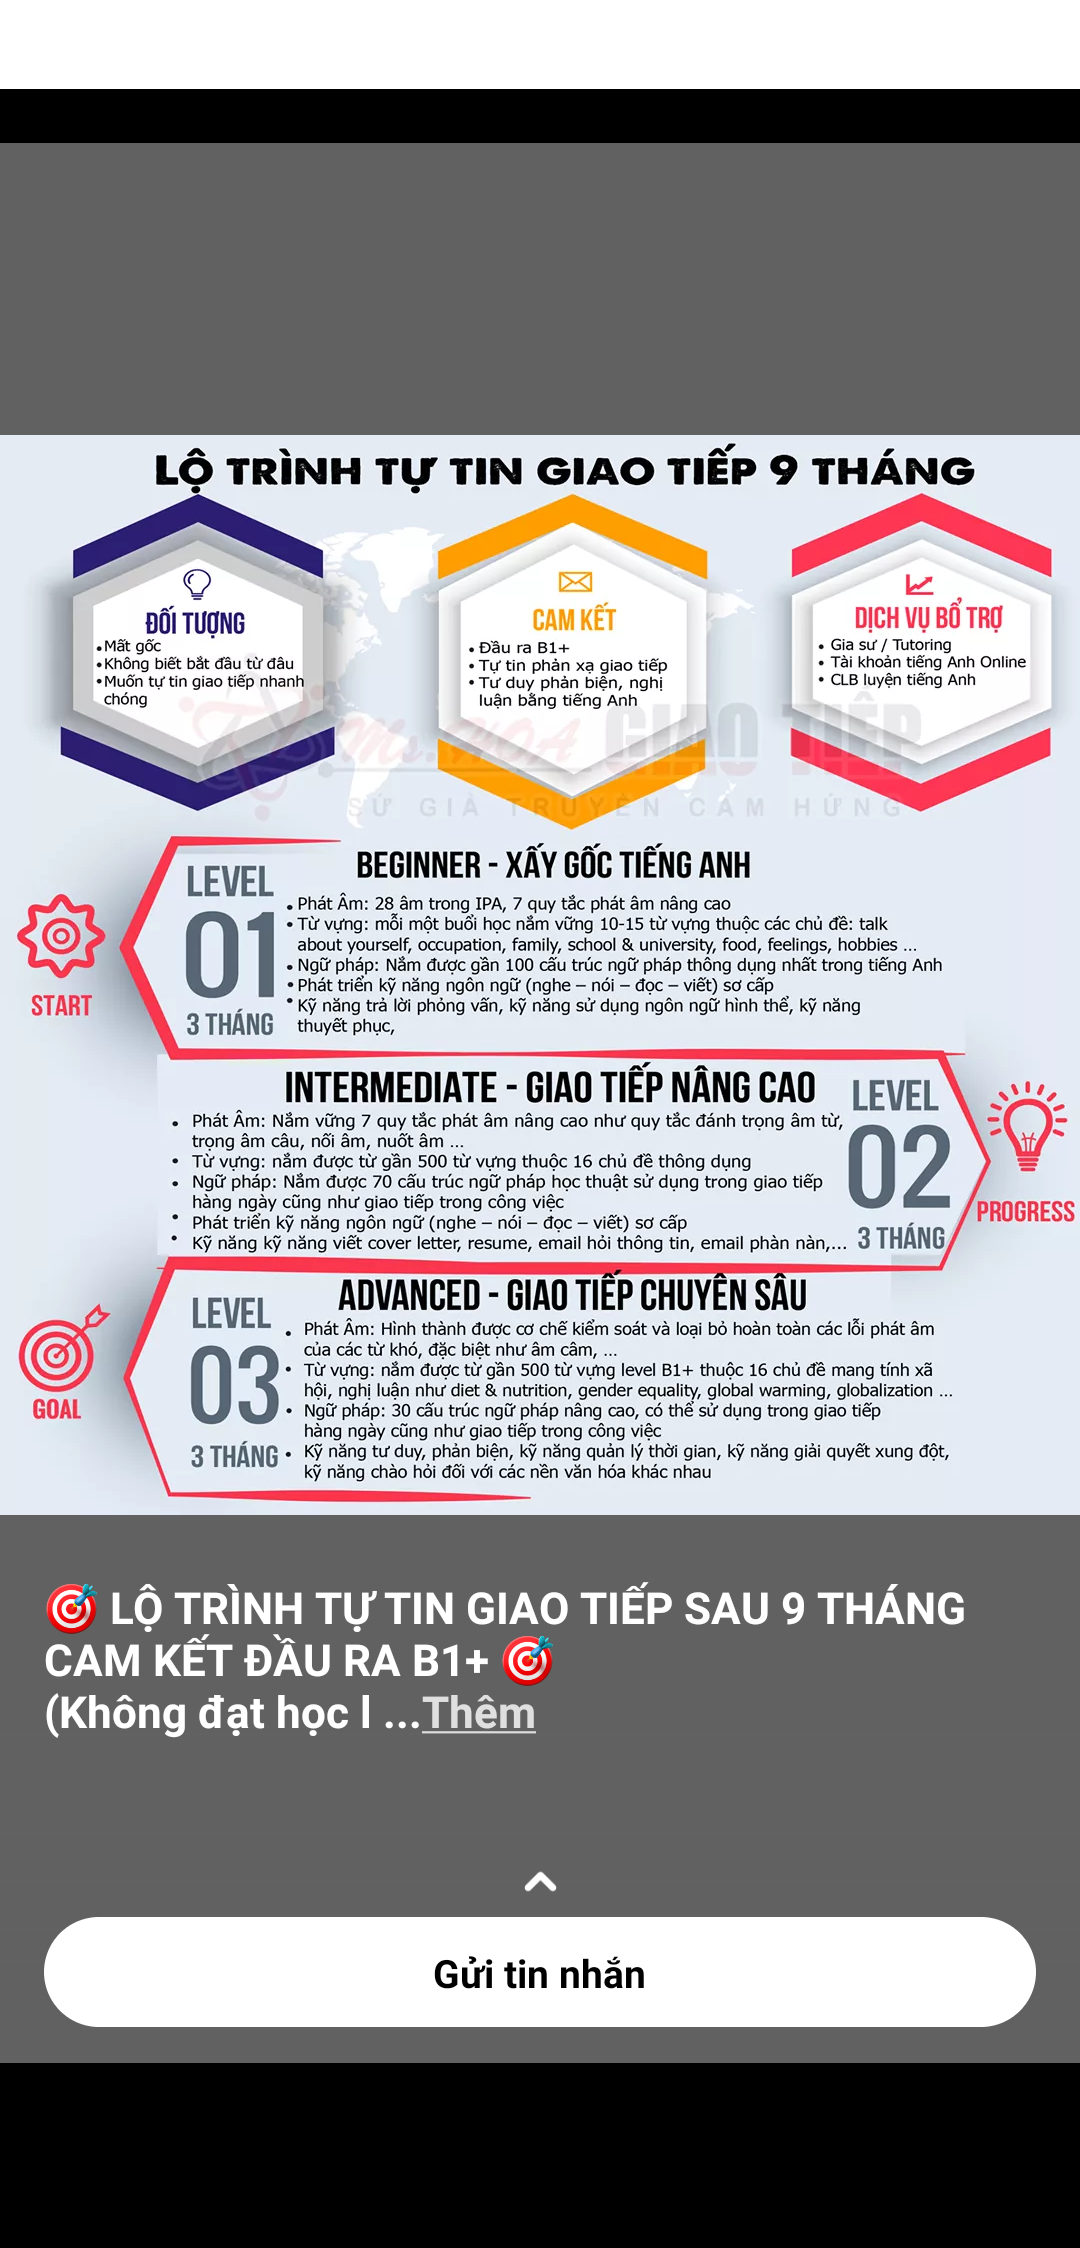 LỘ TRÌNH TỰ TIN GIAO TIẾP 9 THÁNG
ĐỐI TƯỢNG
• Mất gốc
• Không biết bắt đầu từ đâu
• Muốn tự tin giao tiếp nhanh
chóng
CAM KẾT
• Đầu ra B1+
• Tự tin phản xạ giao tiếp
• Tư duy phản biện, nghị
luận bằng tiếng Anh
DỊCH VỤ BỔ TRỢ
• Gia sư / Tutoring
• Tài khoản tiếng Anh Online
• CLB luyện tiếng Anh
Ms.HOA GIAO TIẾP
SỨ GIẢ TRUYỀN CẢM HỨNG
START
LEVEL
01
3 THÁNG
BEGINNER - XẤY GỐC TIẾNG ANH
• Phát Âm: 28 âm trong IPA, 7 quy tắc phát âm nâng cao
• Từ vựng: mỗi một buổi học nắm vững 10-15 từ vựng thuộc các chủ đề: talk
about yourself, occupation, family, school & university, food, feelings, hobbies ...
• Ngữ pháp: Nắm được gần 100 cấu trúc ngữ pháp thông dụng nhất trong tiếng Anh
• Phát triển kỹ năng ngôn ngữ (nghe – nói – đọc – viết) sơ cấp
• Kỹ năng trả lời phỏng vấn, kỹ năng sử dụng ngôn ngữ hình thể, kỹ năng
thuyết phục,
INTERMEDIATE - GIAO TIẾP NÂNG CAO
• Phát Âm: Nắm vững 7 quy tắc phát âm nâng cao như quy tắc đánh trọng âm từ,
trọng âm câu, nối âm, nuốt âm ...
• Từ vựng: nắm được từ gần 500 từ vựng thuộc 16 chủ đề thông dụng
• Ngữ pháp: Nắm được 70 cấu trúc ngữ pháp học thuật sử dụng trong giao tiếp
hàng ngày cũng như giao tiếp trong công việc
• Phát triển kỹ năng ngôn ngữ (nghe – nói – đọc – viết) sơ cấp
• Kỹ năng kỹ năng viết cover letter, resume, email hỏi thông tin, email phàn nàn,...
LEVEL
02
3 THÁNG
PROGRESS
GOAL
LEVEL
03
3 THÁNG
ADVANCED - GIAO TIẾP CHUYÊN SÂU
• Phát Âm: Hình thành được cơ chế kiểm soát và loại bỏ hoàn toàn các lỗi phát âm
của các từ khó, đặc biệt như âm câm, ...
• Từ vựng: nắm được từ gần 500 từ vựng level B1+ thuộc 16 chủ đề mang tính xã
hội, nghị luận như diet & nutrition, gender equality, global warming, globalization ...
• Ngữ pháp: 30 cấu trúc ngữ pháp nâng cao, có thể sử dụng trong giao tiếp
hàng ngày cũng như giao tiếp trong công việc
• Kỹ năng tư duy, phản biện, kỹ năng quản lý thời gian, kỹ năng giải quyết xung đột,
kỹ năng chào hỏi đối với các nền văn hóa khác nhau
🎯 LỘ TRÌNH TỰ TIN GIAO TIẾP SAU 9 THÁNG
CAM KẾT ĐẦU RA B1+ 🎯
(Không đạt học l ...Thêm
Gửi tin nhắn